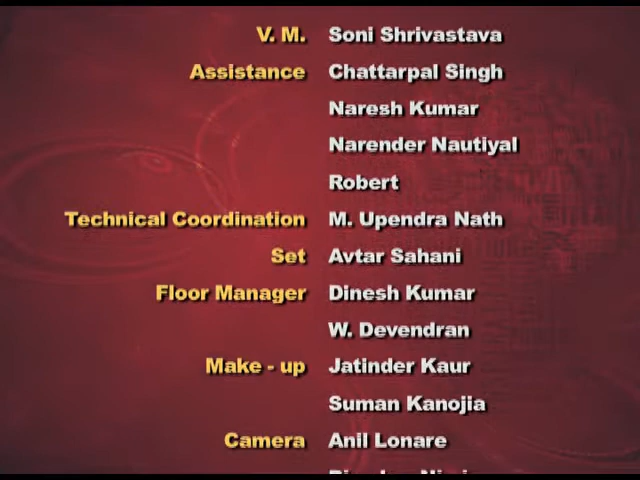 V. M. Soni Shrivastava
Assistance Chattarpal Singh
Naresh Kumar
Narender Nautiyal
Robert
Technical Coordination M. Upendra Nath
Set Avtar Sahani
Floor Manager Dinesh Kumar
W. Devendran
Make - up Jatinder Kaur
Suman Kanojia
Camera Anil Lonare